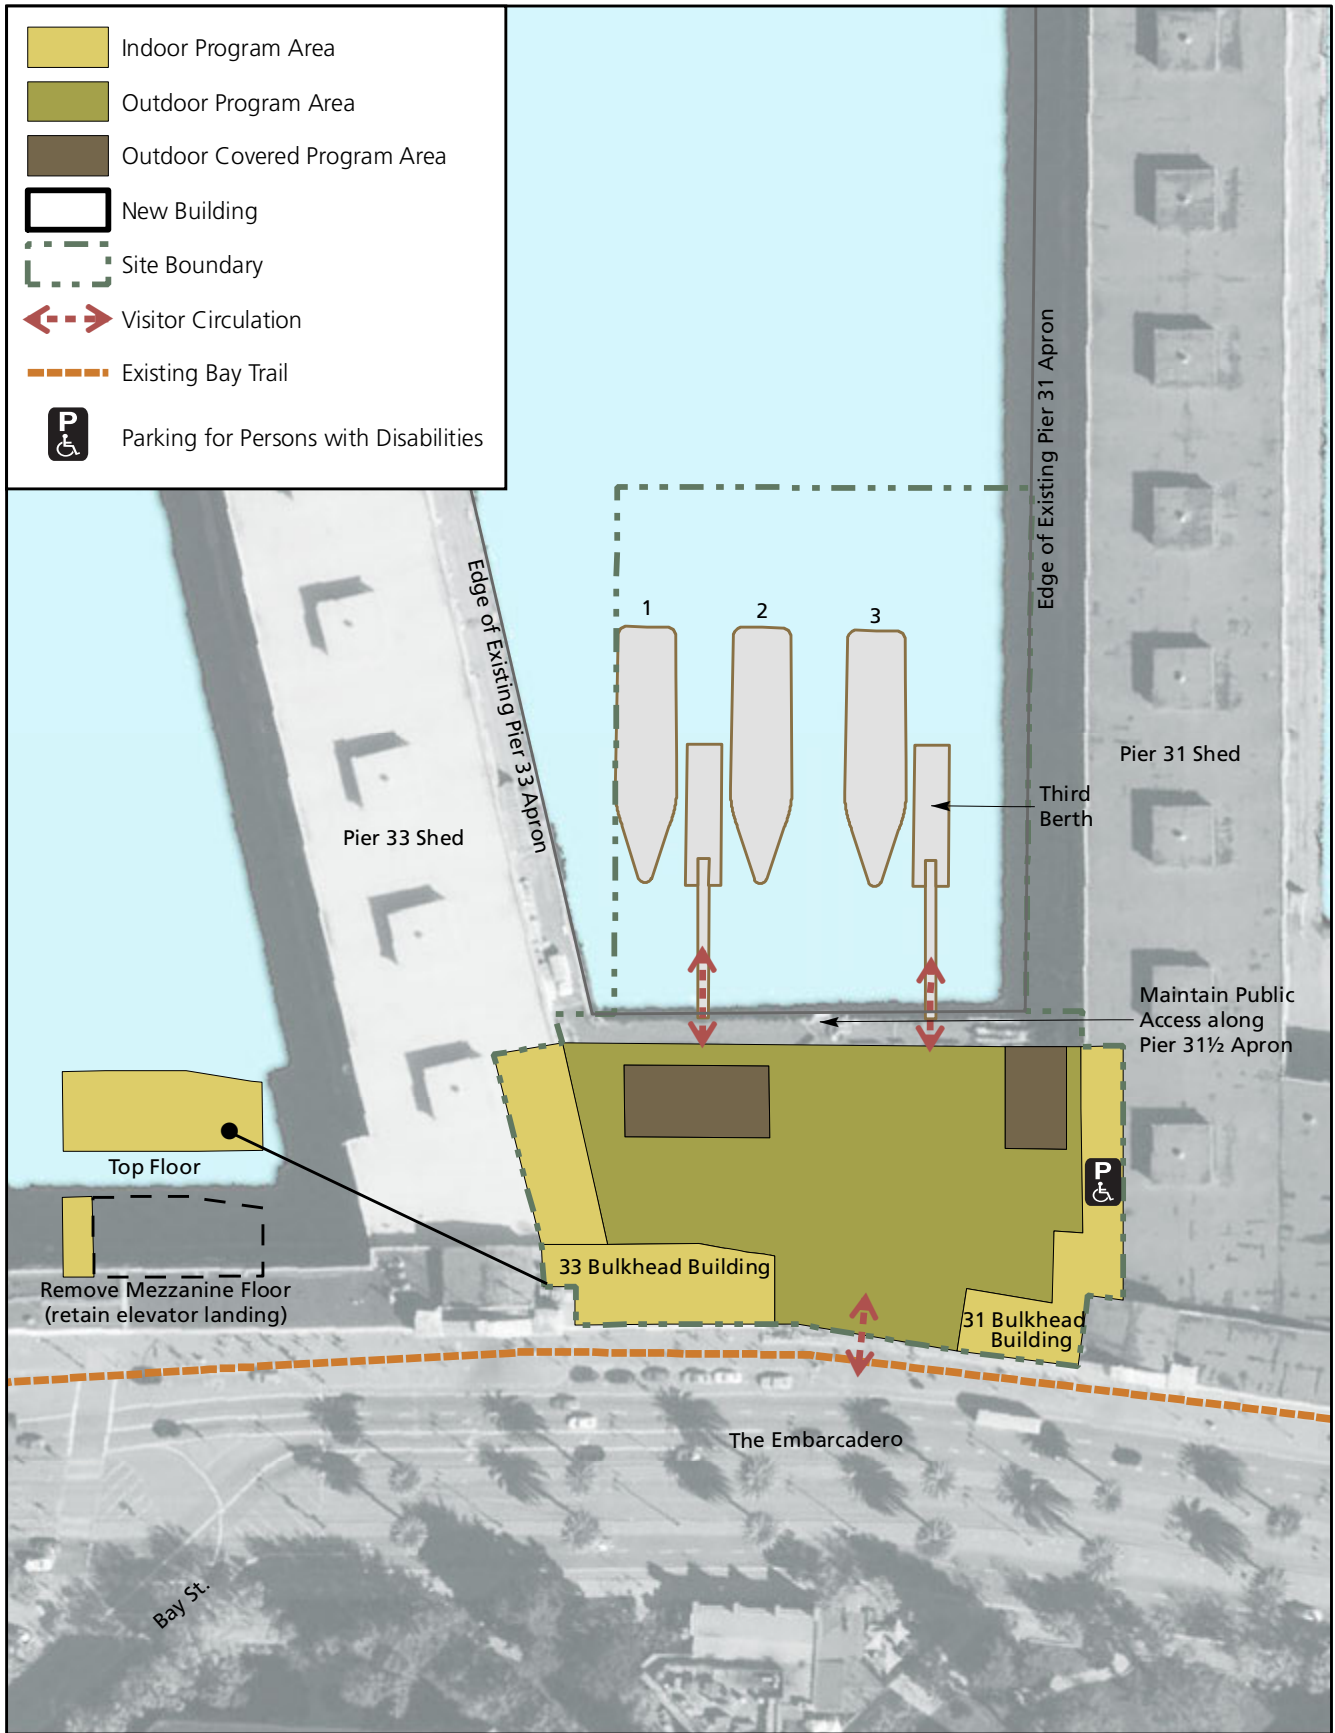 Indoor Program Area
Outdoor Program Area
Outdoor Covered Program Area
New Building
Site Boundary
Visitor Circulation
Existing Bay Trail
P
Parking for Persons with Disabilities
Edge of Existing Pier 31 Apron
Edge of Existing Pier 33 Apron
1
2
3
Pier 31 Shed
Third
Berth
Pier 33 Shed
Maintain Public
Access along
Pier 31½ Apron
Top Floor
P
Remove Mezzanine Floor
(retain elevator landing)
33 Bulkhead Building
31 Bulkhead
Building
The Embarcadero
Bay St.